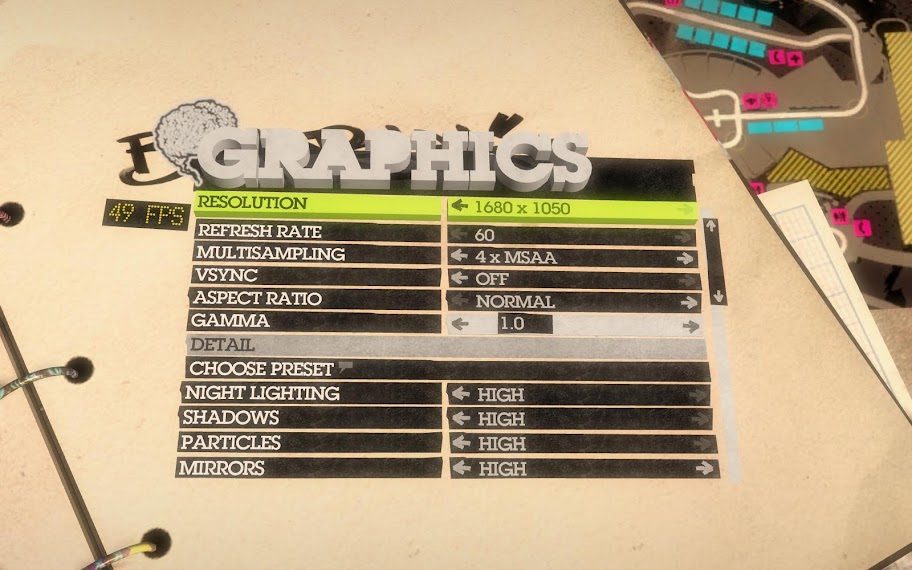 GRAPHICS
RESOLUTION 1680 x 1050
49 FPS
REFRESH RATE 60
MULTISAMPLING 4 x MSAA
VSYNC OFF
ASPECT RATIO NORMAL
GAMMA 1.0
DETAIL
CHOOSE PRESET
NIGHT LIGHTING HIGH
SHADOWS HIGH
PARTICLES HIGH
MIRRORS HIGH